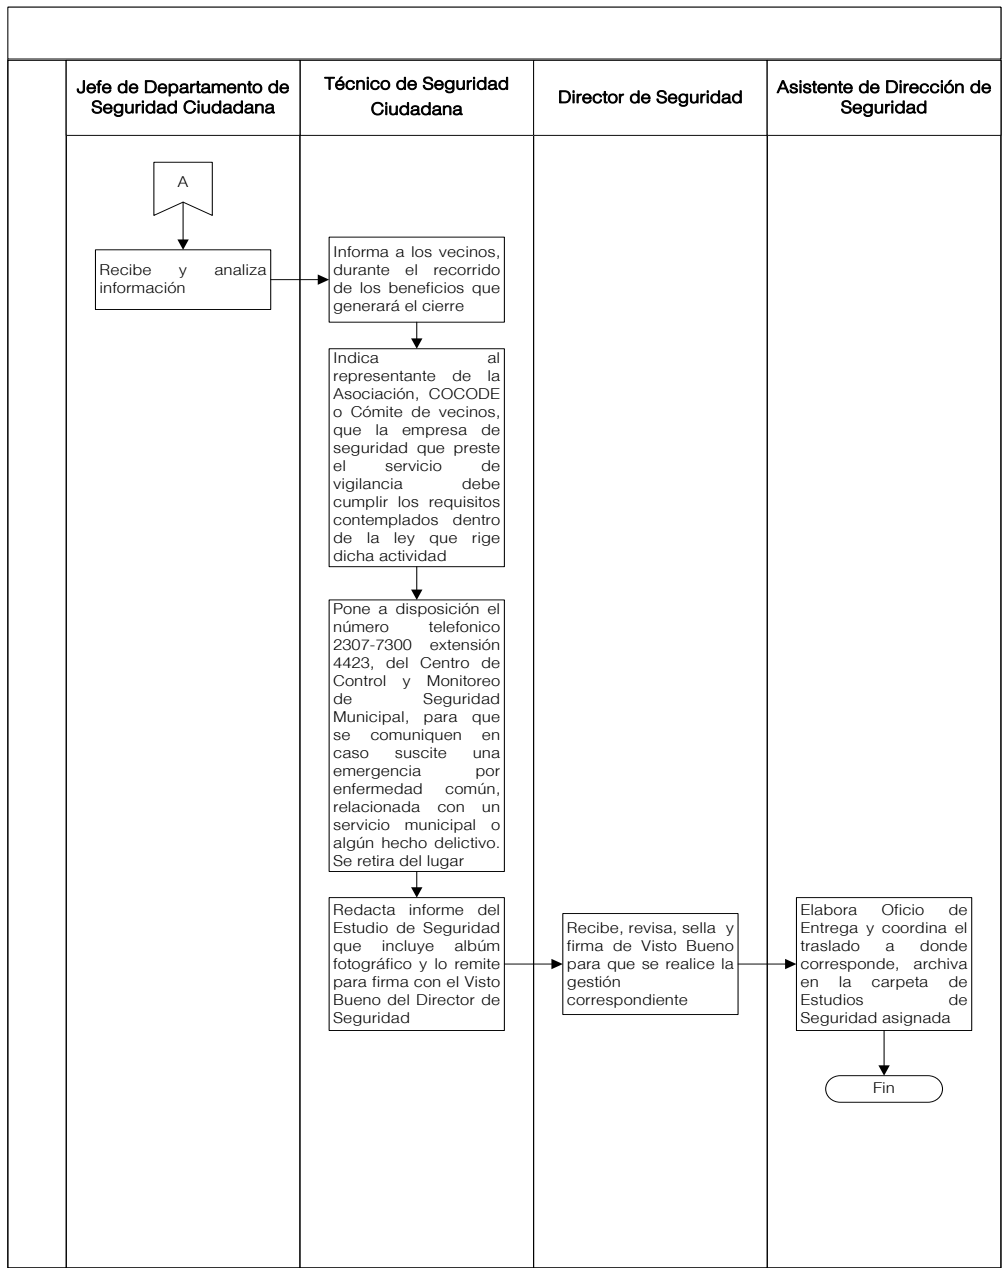 Jefe de Departamento de
Seguridad Ciudadana
Técnico de Seguridad
Ciudadana
Director de Seguridad
Asistente de Dirección de
Seguridad
A
Recibe y analiza
información
Informa a los vecinos,
durante el recorrido
de los beneficios que
generará el cierre
Indica al
representante de la
Asociación, COCODE
o Cómite de vecinos,
que la empresa de
seguridad que preste
el servicio de
vigilancia debe
cumplir los requisitos
contemplados dentro
de la ley que rige
dicha actividad
Pone a disposición el
número telefonico
2307-7300 extensión
4423, del Centro de
Control y Monitoreo
de Seguridad
Municipal, para que
se comuniquen en
caso suscite una
emergencia por
enfermedad común,
relacionada con un
servicio municipal o
algún hecho delictivo.
Se retira del lugar
Redacta informe del
Estudio de Seguridad
que incluye albúm
fotográfico y lo remite
para firma con el Visto
Bueno del Director de
Seguridad
Recibe, revisa, sella y
firma de Visto Bueno
para que se realice la
gestión
correspondiente
Elabora Oficio de
Entrega y coordina el
traslado a donde
corresponde, archiva
en la carpeta de
Estudios de
Seguridad asignada
Fin